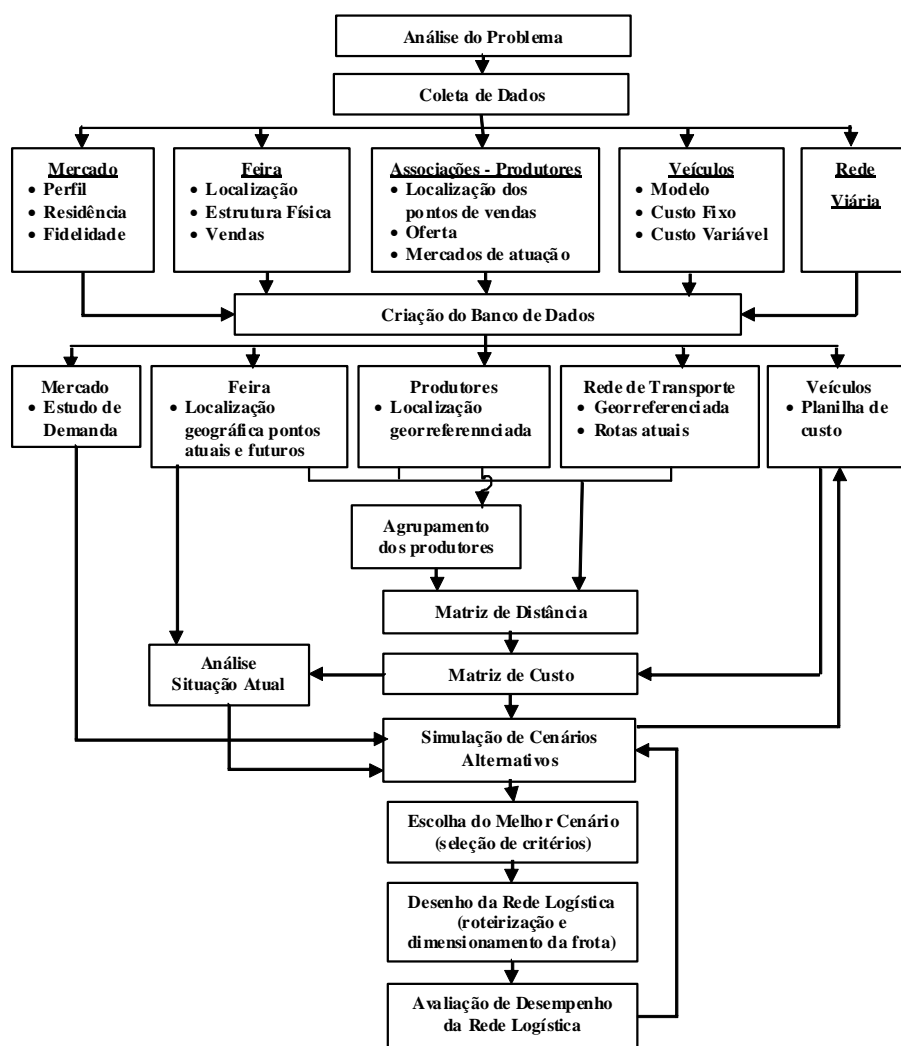 Análise do Problema
Coleta de Dados
Mercado
• Perfil
• Residência
• Fidelidade
Feira
• Localização
• Estrutura Física
• Vendas
Associações - Produtores
• Localização dos
pontos de vendas
• Oferta
• Mercados de atuação
Veículos
• Modelo
• Custo Fixo
• Custo Variável
Rede
Viária
Criação do Banco de Dados
Mercado
• Estudo de
Demanda
Feira
• Localização
geográfica pontos
atuais e futuros
Produtores
• Localização
georreferennciada
Rede de Transporte
• Georreferenciada
• Rotas atuais
Veículos
• Planilha de
custo
Agrupamento
dos produtores
Matriz de Distância
Análise
Situação Atual
Matriz de Custo
Simulação de Cenários
Alternativos
Escolha do Melhor Cenário
(seleção de critérios)
Desenho da Rede Logística
(roteirização e
dimensionamento da frota)
Avaliação de Desempenho
da Rede Logística